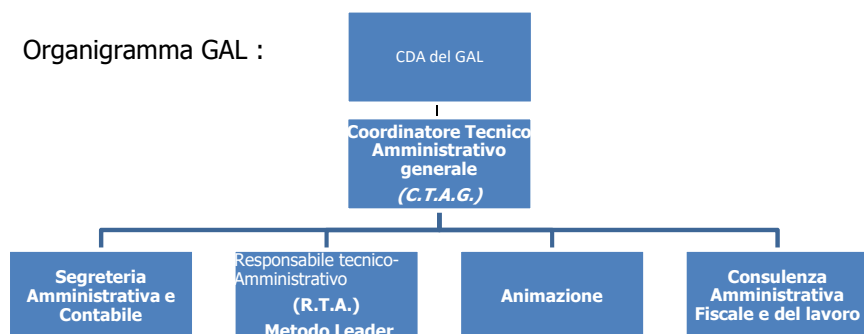 Organigramma GAL :
CDA del GAL
Coordinatore Tecnico
Amministrativo
generale
(C.T.A.G.)
Segreteria
Amministrativa e
Contabile
Responsabile tecnico-
Amministrativo
(R.T.A.)
Metodo Leader
Animazione
Consulenza
Amministrativa
Fiscale e del lavoro